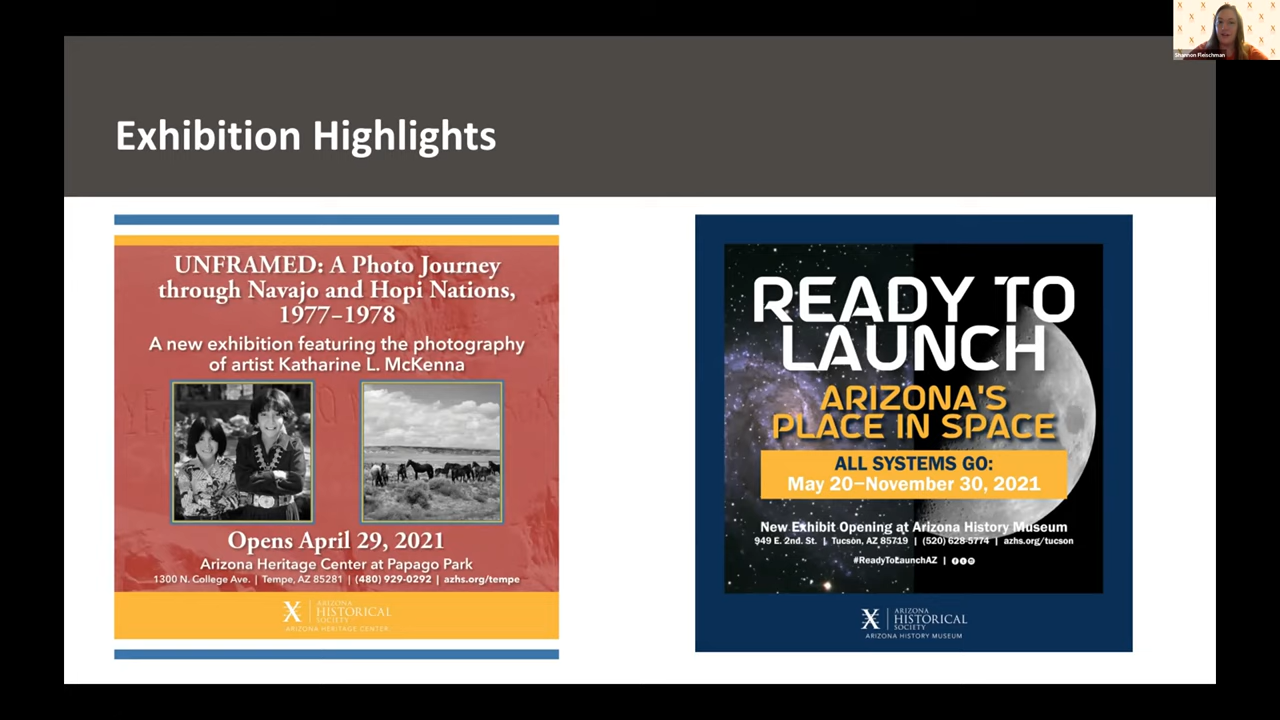 Shannon Fleischman
Exhibition Highlights
UNFRAMED: A Photo Journey
through Navajo and Hopi Nations,
1977–1978
A new exhibition featuring the photography
of artist Katharine L. McKenna
Opens April 29, 2021
Arizona Heritage Center at Papago Park
1300 N. College Ave. | Tempe, AZ 85281 | (480) 929-0292 | azhs.org/tempe
ARIZONA
HISTORICAL
SOCIETY
ARIZONA HERITAGE CENTER
READY TO
LAUNCH
ARIZONA'S
PLACE IN SPACE
ALL SYSTEMS GO:
May 20–November 30, 2021
New Exhibit Opening at Arizona History Museum
949 E. 2nd. St. | Tucson, AZ 85719 | (520) 628-5774 | azhs.org/tucson
#ReadyToLaunchAZ |
ARIZONA
HISTORICAL
SOCIETY
ARIZONA HISTORY MUSEUM